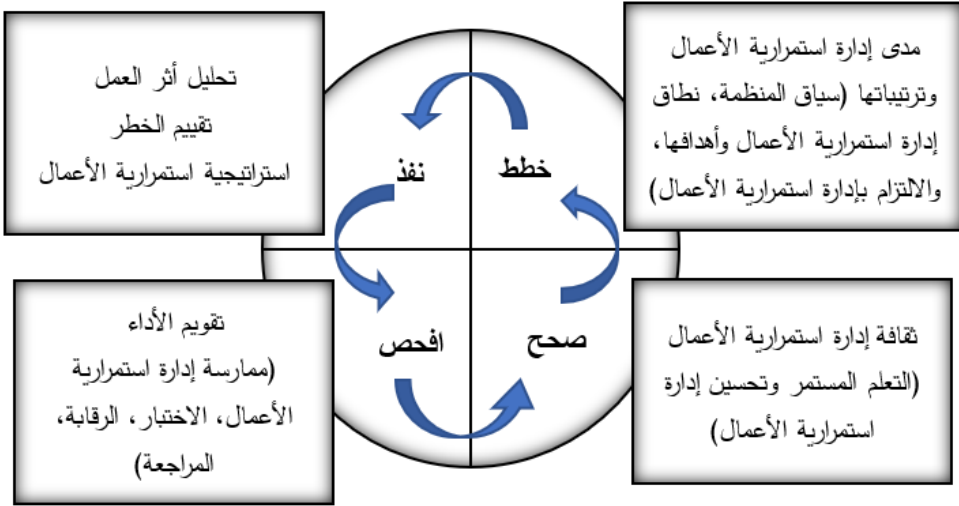 مدى إدارة استمرارية الأعمال
وترتيباتها (سياق المنظمة، نطاق
إدارة استمرارية الأعمال وأهدافها،
والالتزام بإدارة استمرارية الأعمال)
تحليل أثر العمل
تقييم الخطر
استراتيجية استمرارية الأعمال
خطط
نفذ
صحح
افحص
ثقافة إدارة استمرارية الأعمال
(التعلم المستمر وتحسين إدارة
استمرارية الأعمال)
تقويم الأداء
(ممارسة إدارة استمرارية
الأعمال، الاختبار، الرقابة،
المراجعة)